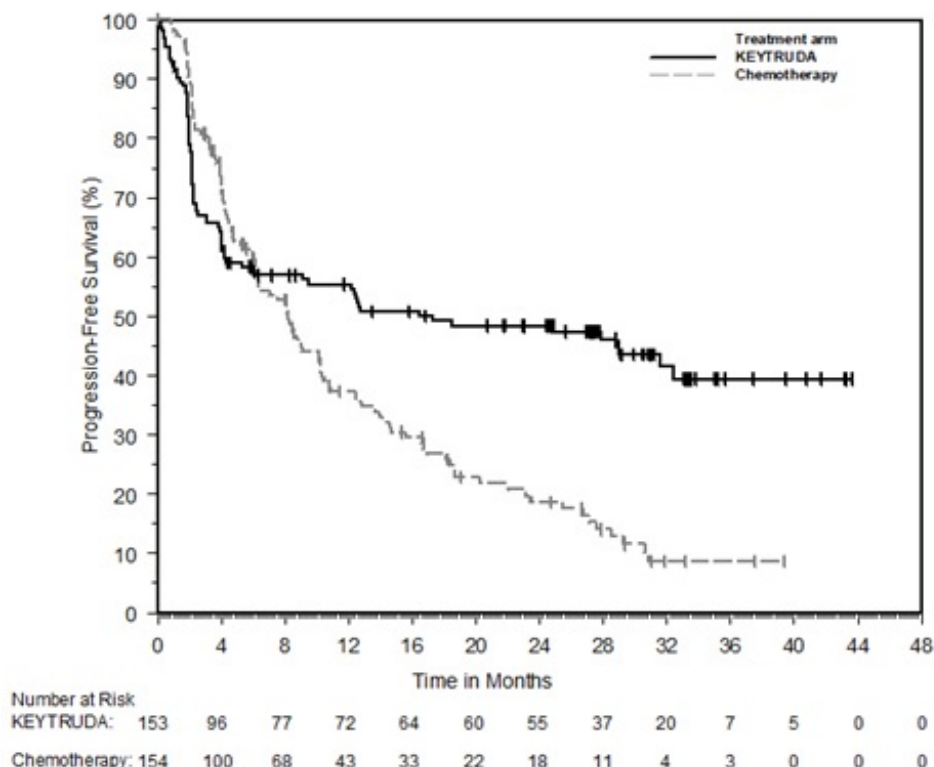 Treatment arm
KEYTRUDA
Chemotherapy
Progression-Free Survival (%)
100
90
80
70
60
50
40
30
20
10
0
0 4 8 12 16 20 24 28 32 36 40 44 48
Time in Months
Number at Risk
KEYTRUDA: 153 96 77 72 64 60 55 37 20 7 5 0 0
Chemotherapy: 154 100 68 43 33 22 18 11 4 3 0 0 0